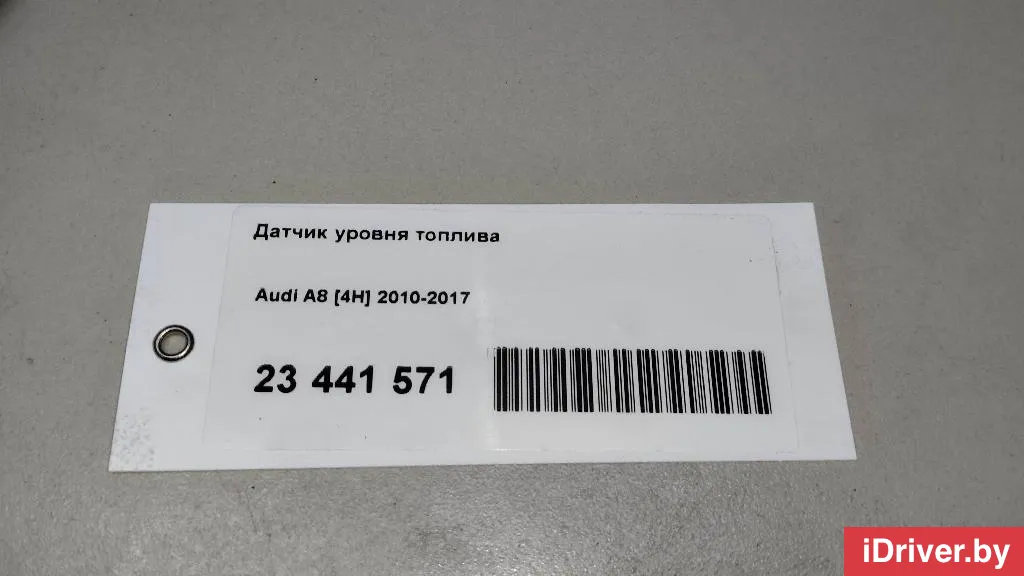 Датчик уровня топлива
Audi A8 [4H] 2010-2017
23 441 571
iDriver.by